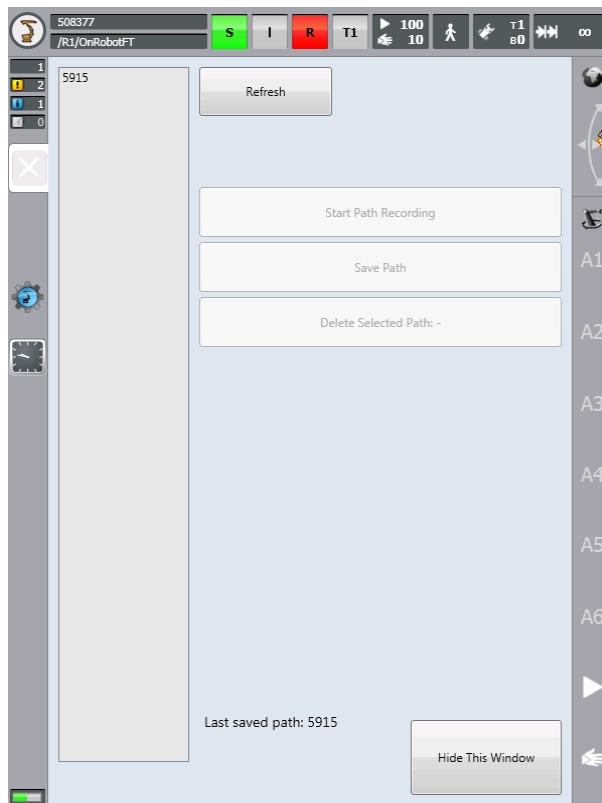 508377
/R1/OnRobotFT
S I R T1 100 10 T1 B0 ∞
1
2
1
0
5915
Refresh
Start Path Recording
Save Path
Delete Selected Path: -
A1
A2
A3
A4
A5
A6
Last saved path: 5915
Hide This Window